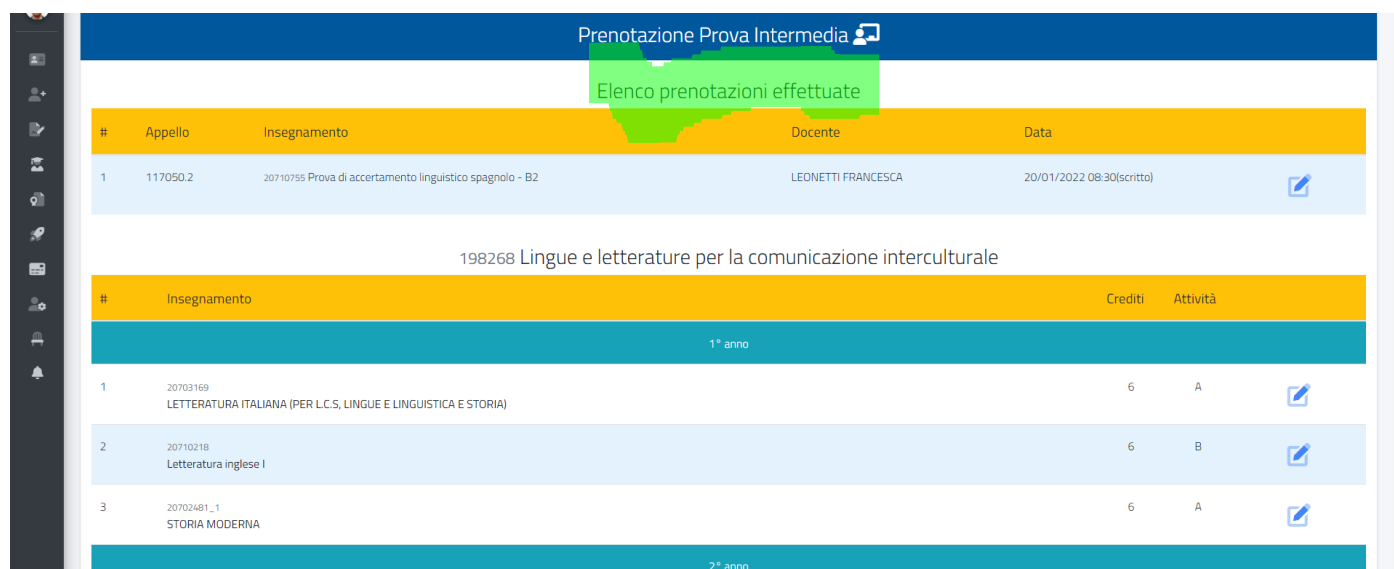 Prenotazione Prova Intermedia
Elenco prenotazioni effettuate
# Appello Insegnamento Docente Data
1 117050.2 20710755 Prova di accertamento linguistico spagnolo - B2 LEONETTI FRANCESCA 20/01/2022 08:30(scritto)
198268 Lingue e letterature per la comunicazione interculturale
# Insegnamento Crediti Attività
1° anno
1 20703169 6 A
LETTERATURA ITALIANA (PER L.C.S, LINGUE E LINGUISTICA E STORIA)
2 20710218 6 B
Letteratura inglese I
3 20702481_1 6 A
STORIA MODERNA
2° anno